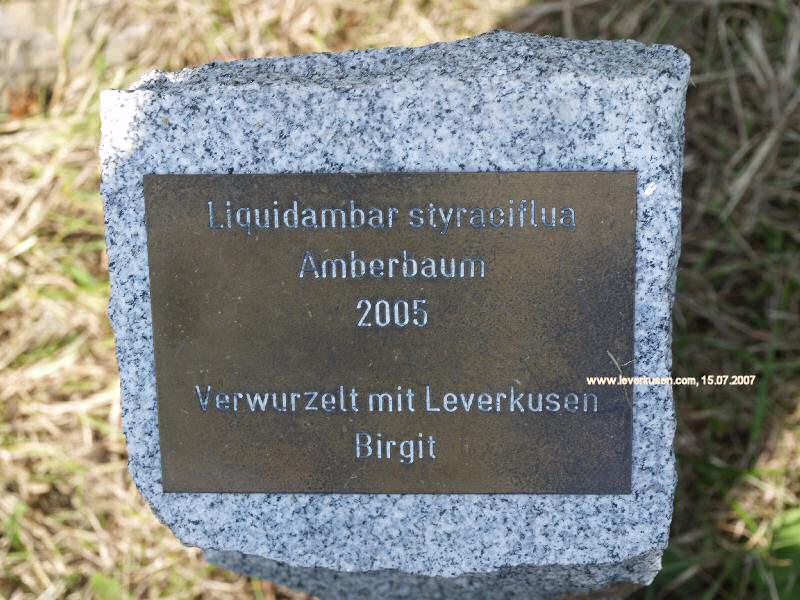 Liquidambar styraciflua
Amberbaum
2005
Verwurzelt mit Leverkusen
Birgit
www.leverkusen.com, 15.07.2007